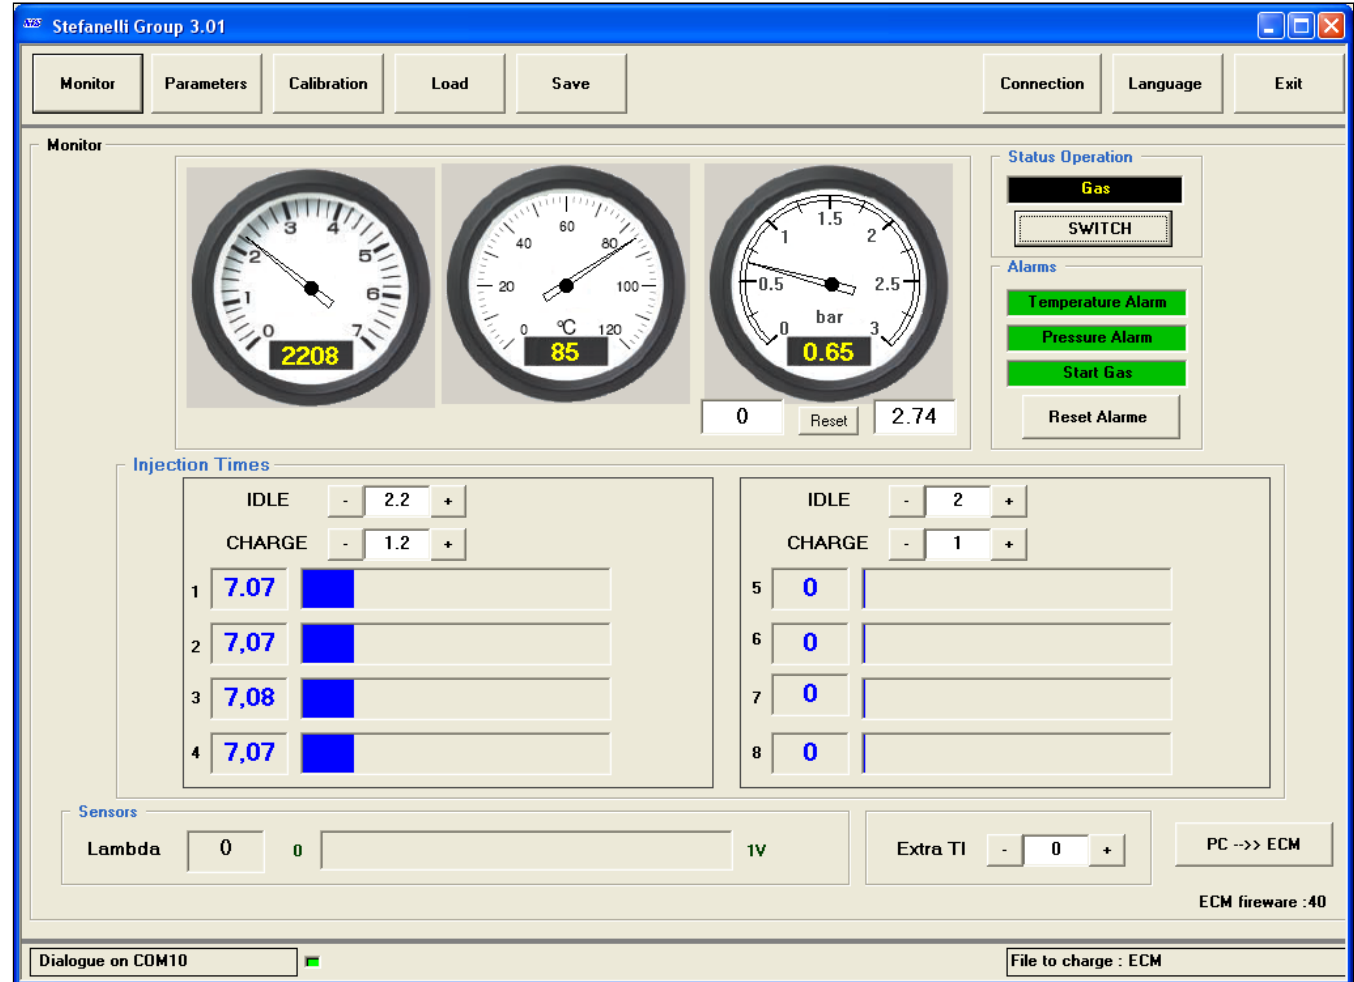 Stefanelli Group 3.01
Monitor Parameters Calibration Load Save Connection Language Exit
Monitor
0 1 2 3 4 5 6 7
2208
0 20 40 60 80 100 120
°C
85
0 0.5 1 1.5 2 2.5 3
bar
0.65
0 Reset 2.74
Status Operation
Gas
SWITCH
Alarms
Temperature Alarm
Pressure Alarm
Start Gas
Reset Alarme
Injection Times
IDLE - 2.2 +
CHARGE - 1.2 +
1 7.07
2 7,07
3 7,08
4 7,07
IDLE - 2 +
CHARGE - 1 +
5 0
6 0
7 0
8 0
Sensors
Lambda 0 0 1V
Extra TI - 0 +
PC -->> ECM
ECM fireware :40
Dialogue on COM10
File to charge : ECM